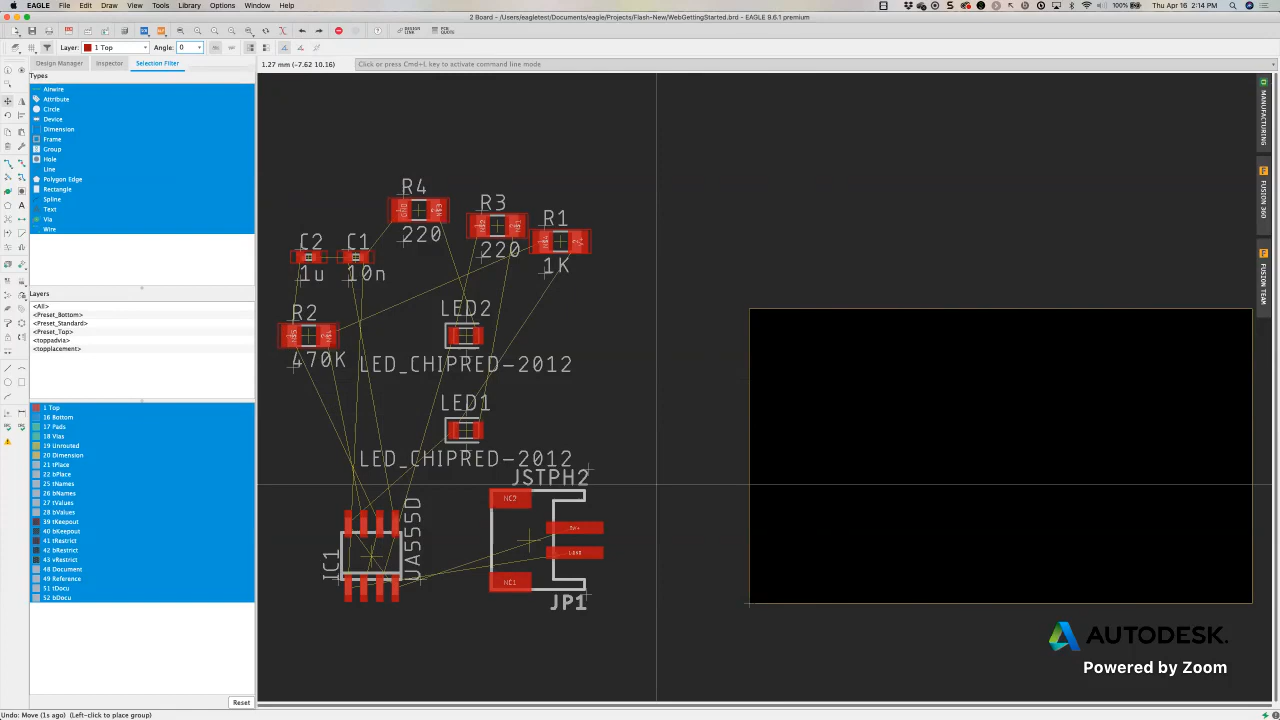 EAGLE File Edit Draw View Tools Library Options Window Help
100% Thu Apr 16 2:14 PM
2 Board - /Users/eagletest/Documents/eagle/Projects/Flash-New/WebGettingStarted.brd - EAGLE 9.6.1 premium
DESIGN LINK
PCB QUOTE
Layer: 1 Top Angle: 0
Design Manager Inspector Selection Filter
1.27 mm (-7.62 10.16) Click or press Cmd+L key to activate command line mode
Types
Airwire
Attribute
Circle
Device
Dimension
Frame
Group
Hole
Line
Polygon Edge
Rectangle
Spline
Text
Via
Wire
Layers
<All>
<Preset_Bottom>
<Preset_Standard>
<Preset_Top>
<toppadvia>
<topplacement>
1 Top
16 Bottom
17 Pads
18 Vias
19 Unrouted
20 Dimension
21 tPlace
22 bPlace
25 tNames
26 bNames
27 tValues
28 bValues
39 tKeepout
40 bKeepout
41 tRestrict
42 bRestrict
43 vRestrict
48 Document
49 Reference
51 tDocu
52 bDocu
Reset
Undo: Move (1s ago) (Left-click to place group)
R4
220
R3
220
R1
1K
C2
1u
C1
10n
R2
470K
LED2
LED_CHIPRED-2012
LED1
LED_CHIPRED-2012
JSTPH2
NC2
NC1
JP1
IC1
UA555D
MANUFACTURING
FUSION 360
FUSION TEAM
AUTODESK.
Powered by Zoom